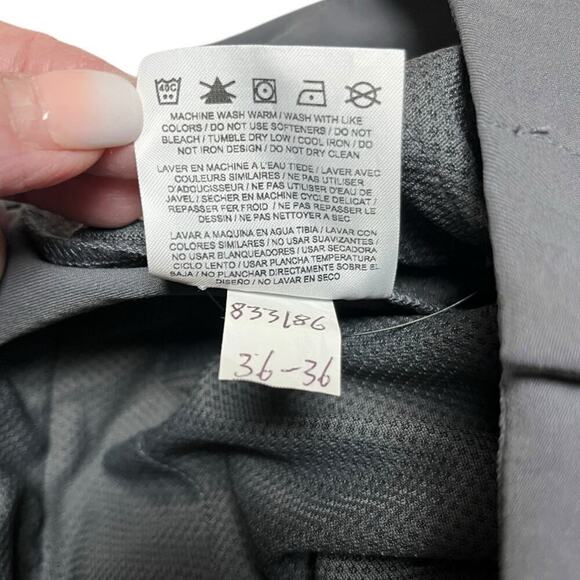 40C
MACHINE WASH WARM / WASH WITH LIKE
COLORS / DO NOT USE SOFTENERS / DO NOT
BLEACH / TUMBLE DRY LOW / COOL IRON / DO
NOT IRON DESIGN / DO NOT DRY CLEAN
LAVER EN MACHINE A L'EAU TIEDE / LAVER AVEC
COULEURS SIMILAIRES / NE PAS UTILISER
D'ADOUCISSEUR / NE PAS UTILISER D'EAU DE
JAVEL / SECHER EN MACHINE CYCLE DELICAT /
REPASSER FER FROID / NE PAS REPASSER LE
DESSIN / NE PAS NETTOYER A SEC
LAVAR A MAQUINA EN AGUA TIBIA / LAVAR CON
COLORES SIMILARES / NO USAR SUAVIZANTES /
NO USAR BLANQUEADORES / USAR SECADORA
CICLO LENTO / USAR PLANCHA TEMPERATURA
BAJA / NO PLANCHAR DIRECTAMENTE SOBRE EL
DISEÑO / NO LAVAR EN SECO
833186
36-36